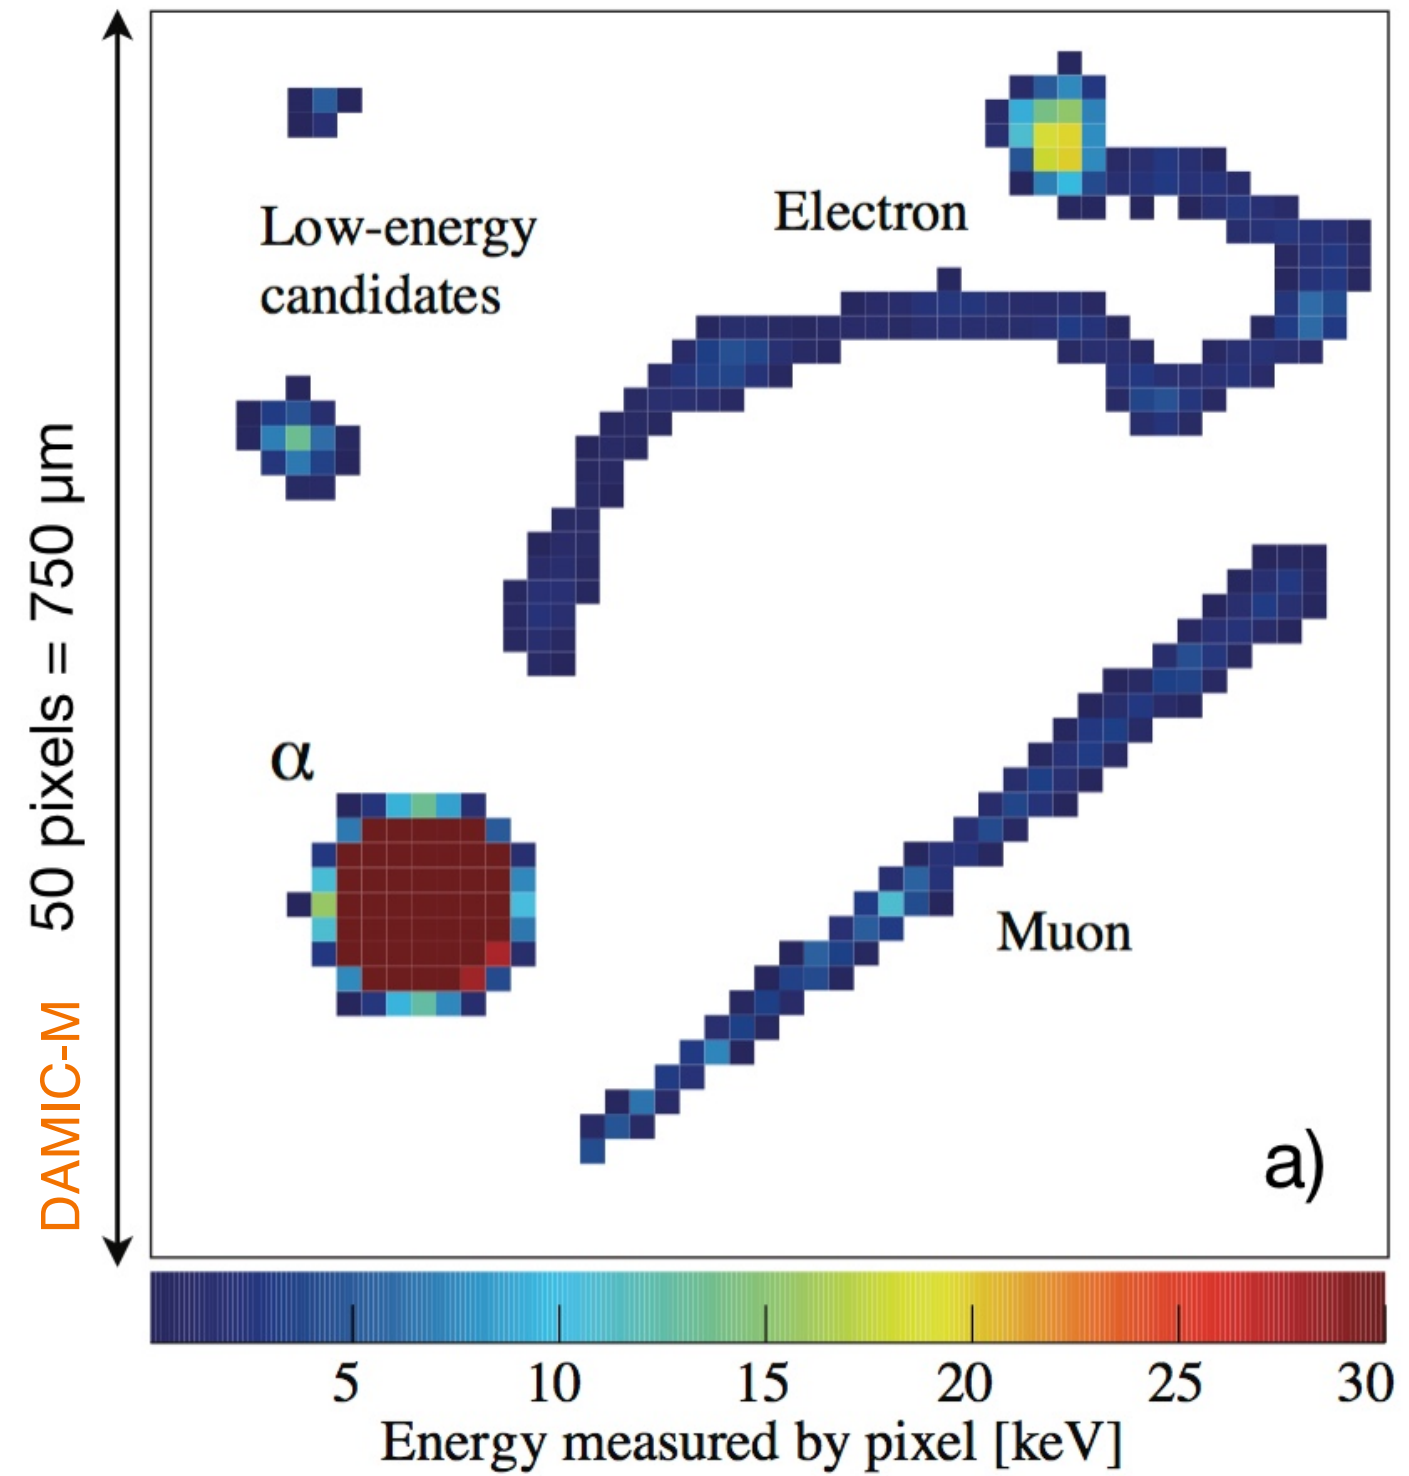 Electron
Low-energy
candidates
α
Muon
a)
DAMIC-M 50 pixels = 750 µm
5 10 15 20 25 30
Energy measured by pixel [keV]